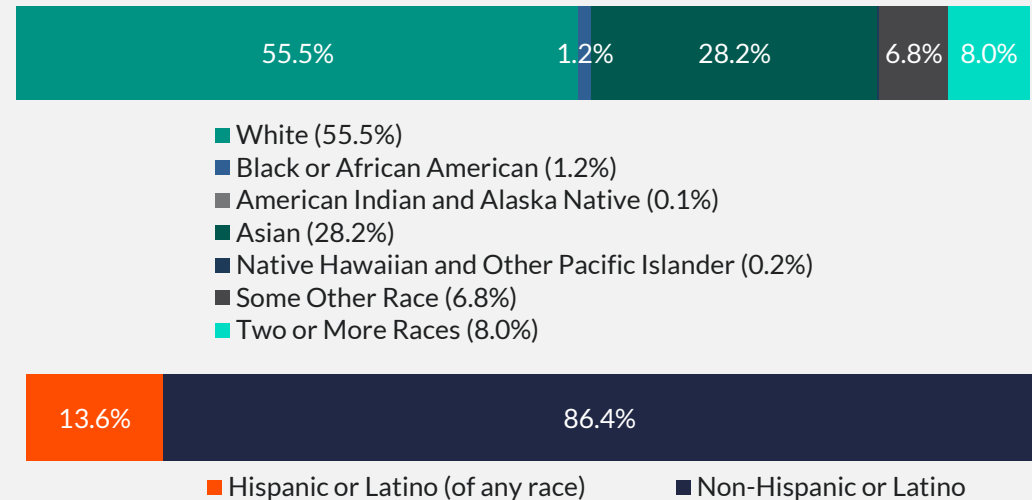 55.5% 1.2% 28.2% 6.8% 8.0%
White (55.5%)
Black or African American (1.2%)
American Indian and Alaska Native (0.1%)
Asian (28.2%)
Native Hawaiian and Other Pacific Islander (0.2%)
Some Other Race (6.8%)
Two or More Races (8.0%)
13.6% 86.4%
Hispanic or Latino (of any race) Non-Hispanic or Latino